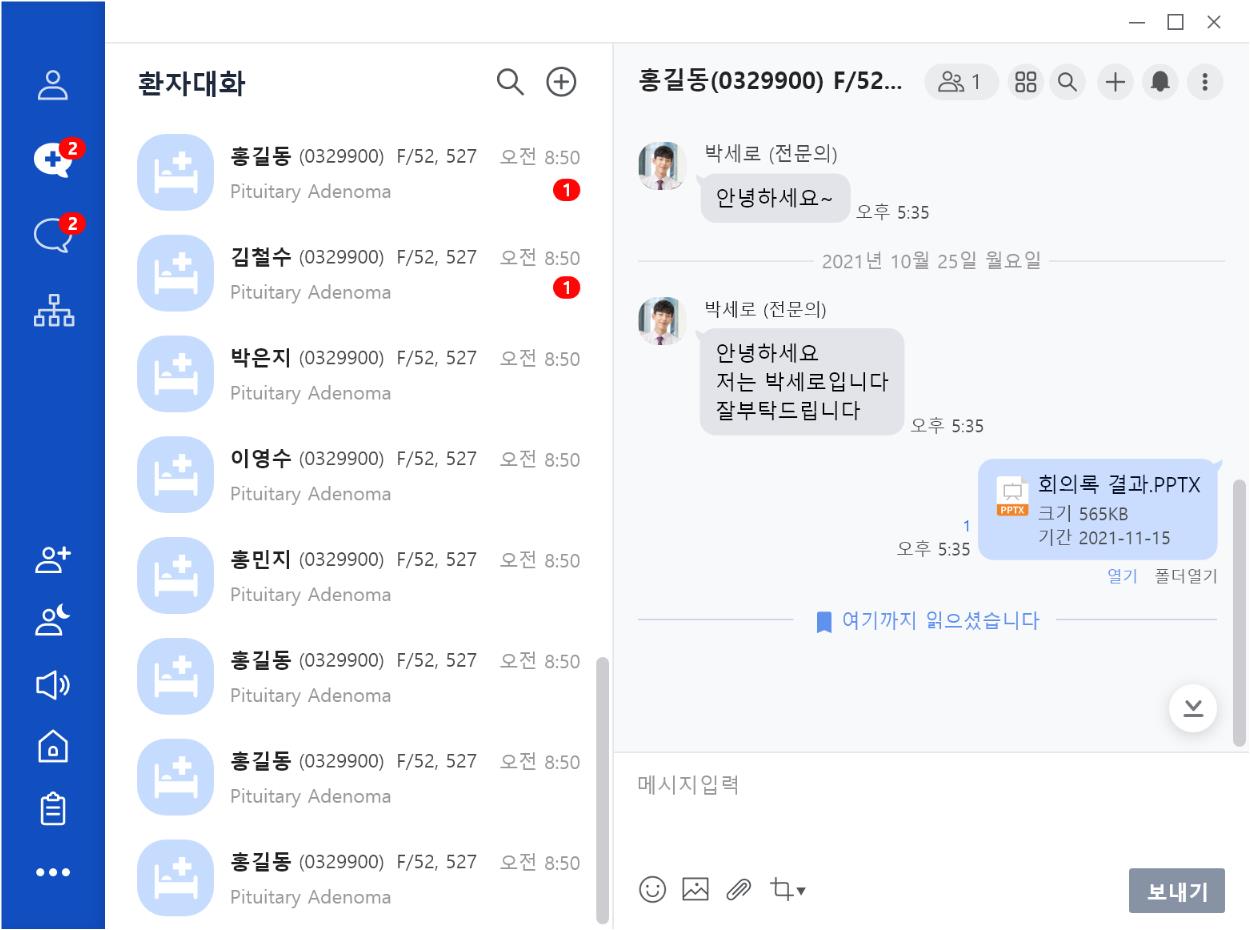 2
2
환자대화
홍길동 (0329900) F/52, 527 오전 8:50
Pituitary Adenoma
1
김철수 (0329900) F/52, 527 오전 8:50
Pituitary Adenoma
1
박은지 (0329900) F/52, 527 오전 8:50
Pituitary Adenoma
이영수 (0329900) F/52, 527 오전 8:50
Pituitary Adenoma
홍민지 (0329900) F/52, 527 오전 8:50
Pituitary Adenoma
홍길동 (0329900) F/52, 527 오전 8:50
Pituitary Adenoma
홍길동 (0329900) F/52, 527 오전 8:50
Pituitary Adenoma
홍길동 (0329900) F/52, 527 오전 8:50
Pituitary Adenoma
홍길동(0329900) F/52... 1
박세로 (전문의)
안녕하세요~
오후 5:35
2021년 10월 25일 월요일
박세로 (전문의)
안녕하세요
저는 박세로입니다
잘부탁드립니다
오후 5:35
회의록 결과.PPTX
PPTX
크기 565KB
기간 2021-11-15
1
오후 5:35
열기 폴더열기
여기까지 읽으셨습니다
메시지입력
보내기